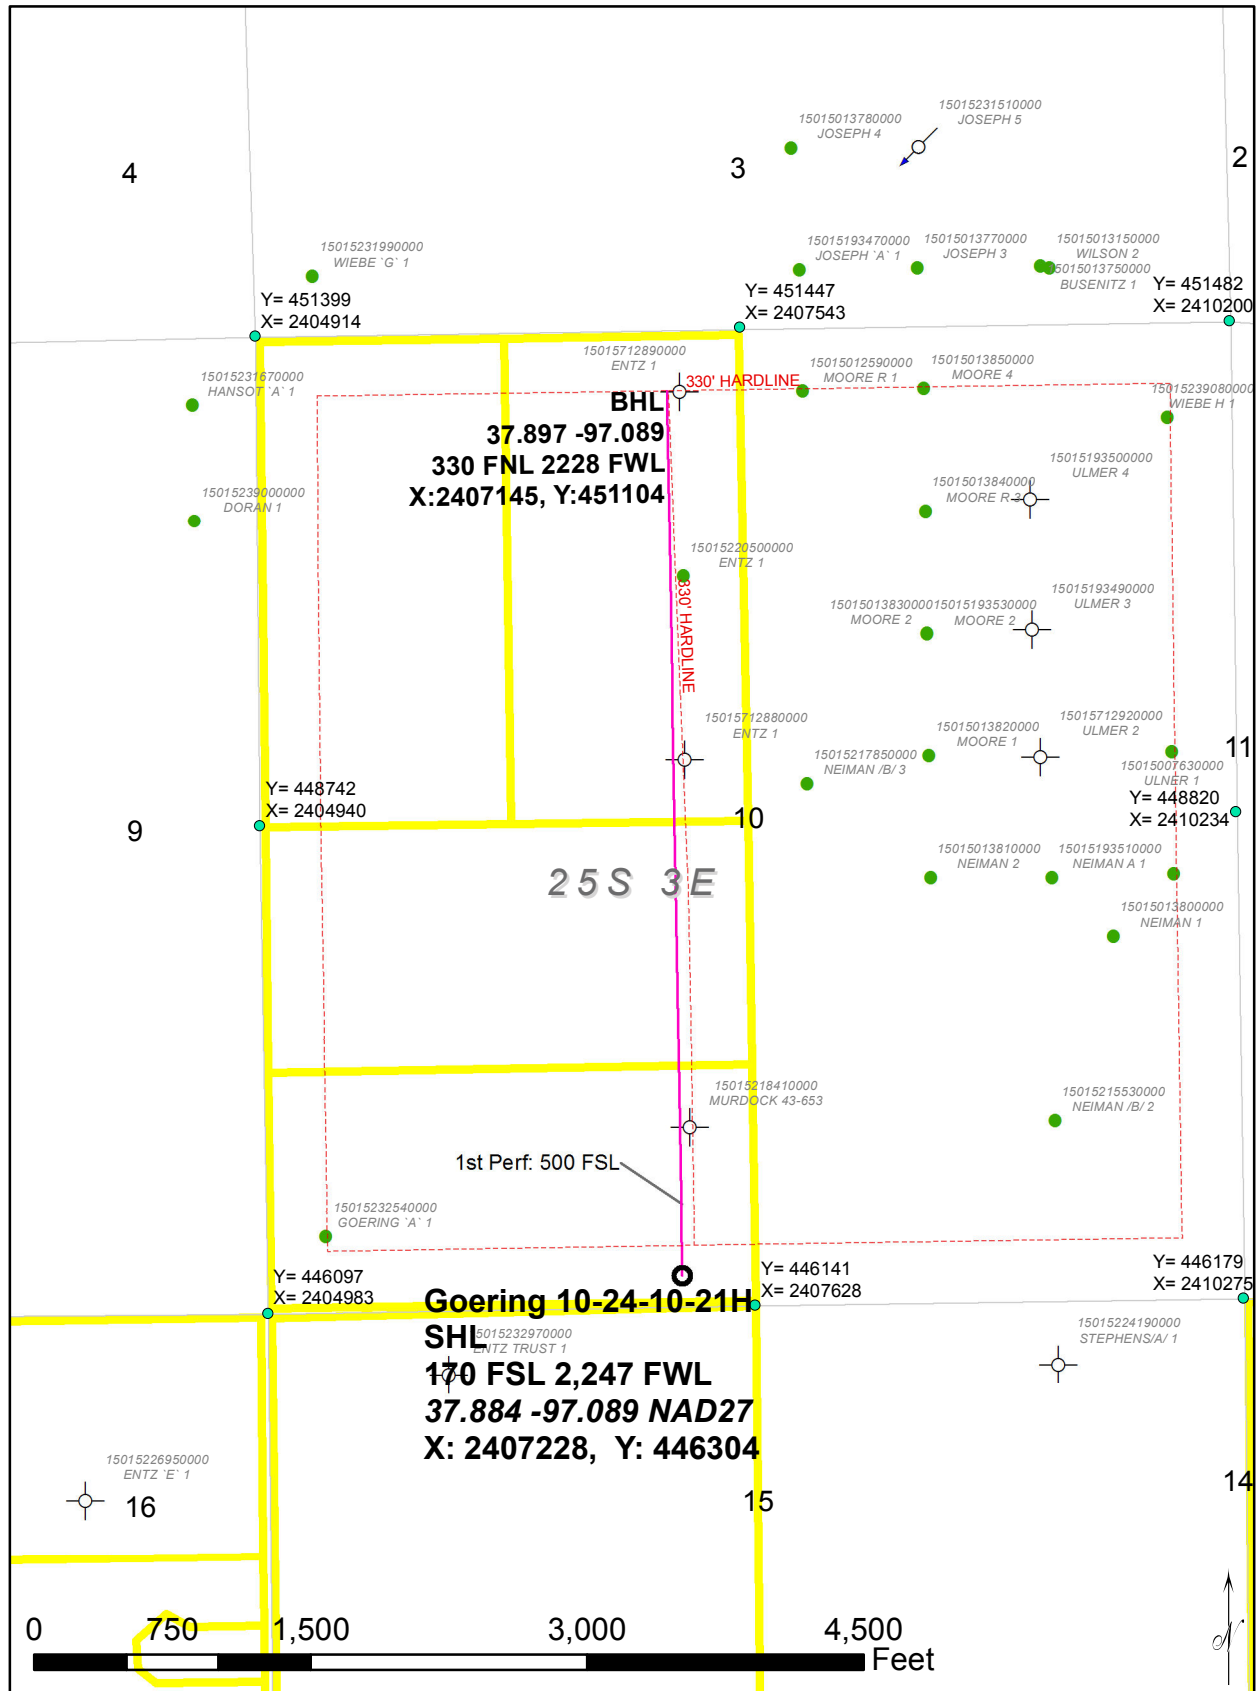 15015231510000
JOSEPH 5
15015013780000
JOSEPH 4
4
3
2
15015231990000
WIEBE `G` 1
15015193470000
JOSEPH `A` 1
15015013770000
JOSEPH 3
15015013150000
WILSON 2
15015013750000
BUSENITZ 1
Y= 451399
X= 2404914
Y= 451447
X= 2407543
Y= 451482
X= 2410200
15015712890000
ENTZ 1
15015231670000
HANSOT `A` 1
330' HARDLINE
15015012590000
MOORE R 1
15015013850000
MOORE 4
15015239080000
WIEBE H 1
BHL
37.897 -97.089
330 FNL 2228 FWL
X:2407145, Y:451104
15015239000000
DORAN 1
15015193500000
ULMER 4
15015013840000
MOORE R 3
15015220500000
ENTZ 1
330' HARDLINE
15015013830000
MOORE 2
15015193530000
MOORE 2
15015193490000
ULMER 3
15015712880000
ENTZ 1
15015217850000
NEIMAN /B/ 3
15015013820000
MOORE 1
15015712920000
ULMER 2
15015007630000
ULNER 1
11
Y= 448742
X= 2404940
Y= 448820
X= 2410234
9
10
25S 3E
15015013810000
NEIMAN 2
15015193510000
NEIMAN A 1
15015013800000
NEIMAN 1
15015218410000
MURDOCK 43-653
15015215530000
NEIMAN /B/ 2
1st Perf: 500 FSL
15015232540000
GOERING `A` 1
Y= 446097
X= 2404983
Y= 446141
X= 2407628
Y= 446179
X= 2410275
Goering 10-24-10-21H
SHL
170 FSL 2,247 FWL
37.884 -97.089 NAD27
X: 2407228, Y: 446304
15015232970000
ENTZ TRUST 1
15015224190000
STEPHENS/A/ 1
15015226950000
ENTZ `E` 1
16
15
14
0 750 1,500 3,000 4,500
Feet
N